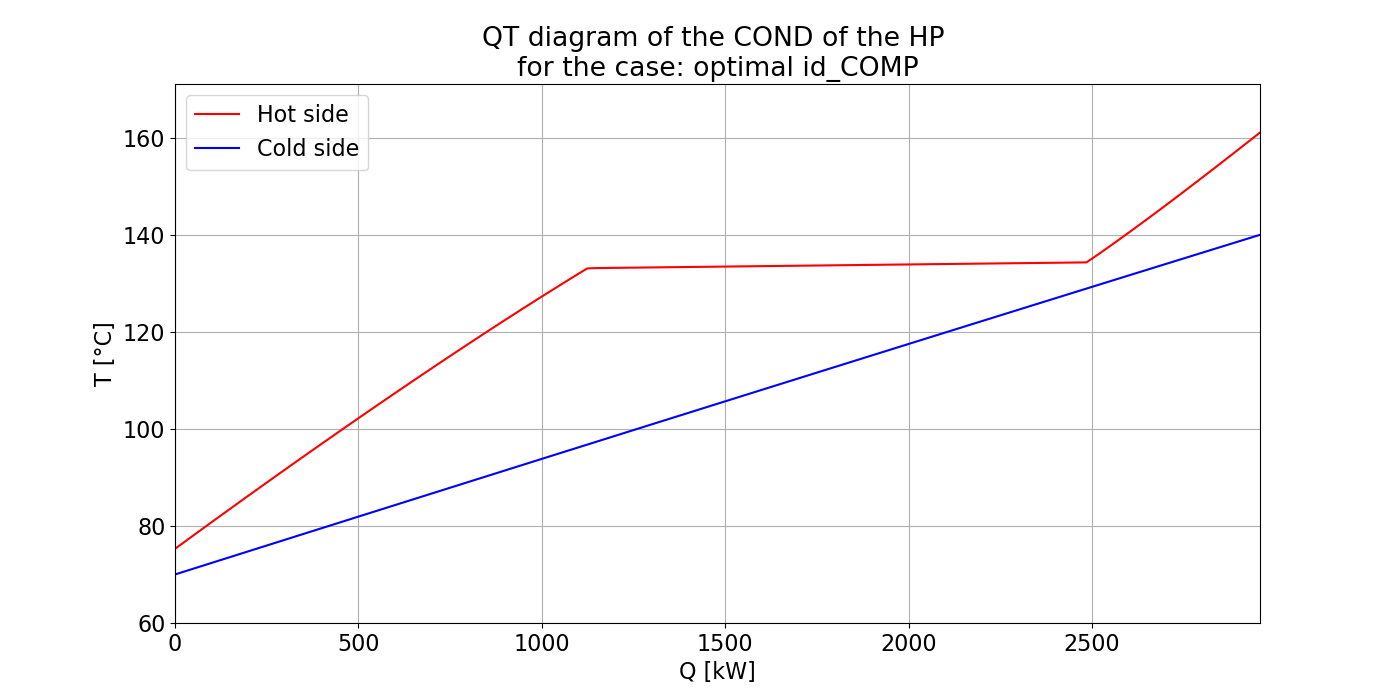 QT diagram of the COND of the HP
for the case: optimal id_COMP
Hot side
Cold side
T [°C]
160
140
120
100
80
60
0 500 1000 1500 2000 2500
Q [kW]